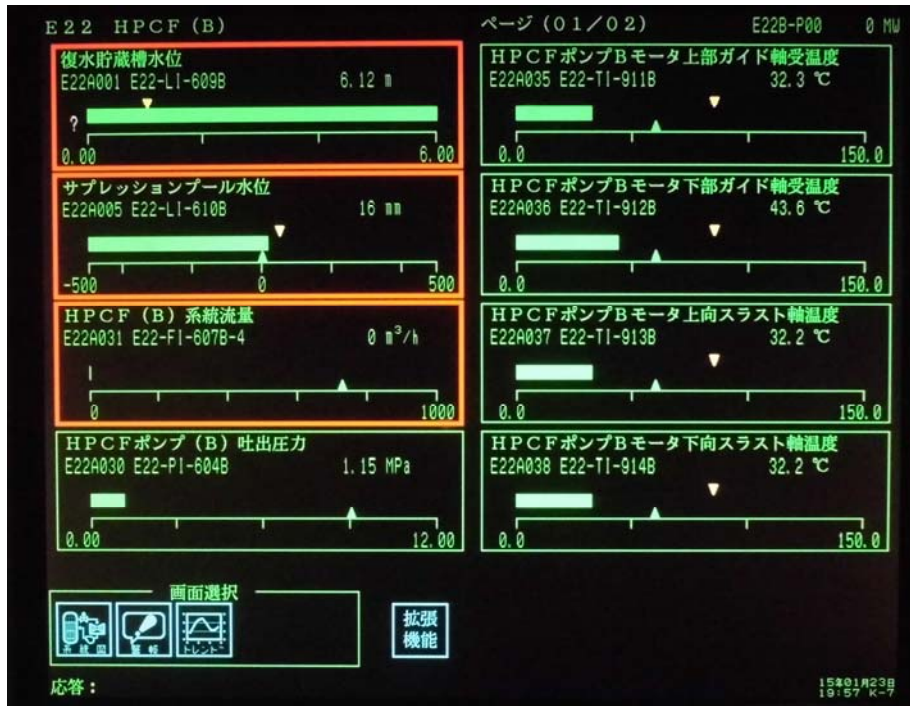 E22 HPCF(B)
ページ(01/02)
E22B-P00
0 MW
復水貯蔵槽水位
E22A001 E22-LI-609B 6.12 m
?
0.00 6.00
サプレッションプール水位
E22A005 E22-LI-610B 16 mm
-500 0 500
HPCF(B)系統流量
E22A031 E22-FI-607B-4 0 m³/h
0 1000
HPCFポンプ(B)吐出圧力
E22A030 E22-PI-604B 1.15 MPa
0.00 12.00
HPCFポンプBモータ上部ガイド軸受温度
E22A035 E22-TI-911B 32.3 ℃
0.0 150.0
HPCFポンプBモータ下部ガイド軸受温度
E22A036 E22-TI-912B 43.6 ℃
0.0 150.0
HPCFポンプBモータ上向スラスト軸温度
E22A037 E22-TI-913B 32.2 ℃
0.0 150.0
HPCFポンプBモータ下向スラスト軸温度
E22A038 E22-TI-914B 32.2 ℃
0.0 150.0
画面選択
系統図
警報
トレンド
拡張
機能
応答:
15年01月23日
19:57 K-7